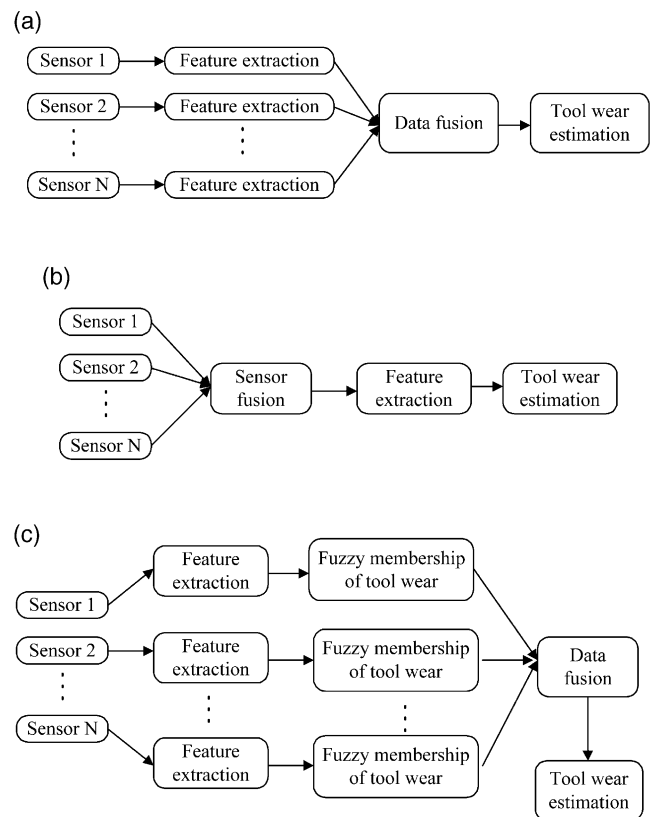 (a)
Sensor 1
Feature extraction
Sensor 2
Feature extraction
Data fusion
Tool wear
estimation
Sensor N
Feature extraction
(b)
Sensor 1
Sensor 2
Sensor
fusion
Feature
extraction
Tool wear
estimation
Sensor N
(c)
Feature
extraction
Fuzzy membership
of tool wear
Sensor 1
Sensor 2
Feature
extraction
Fuzzy membership
of tool wear
Data
fusion
Sensor N
Feature
extraction
Fuzzy membership
of tool wear
Tool wear
estimation